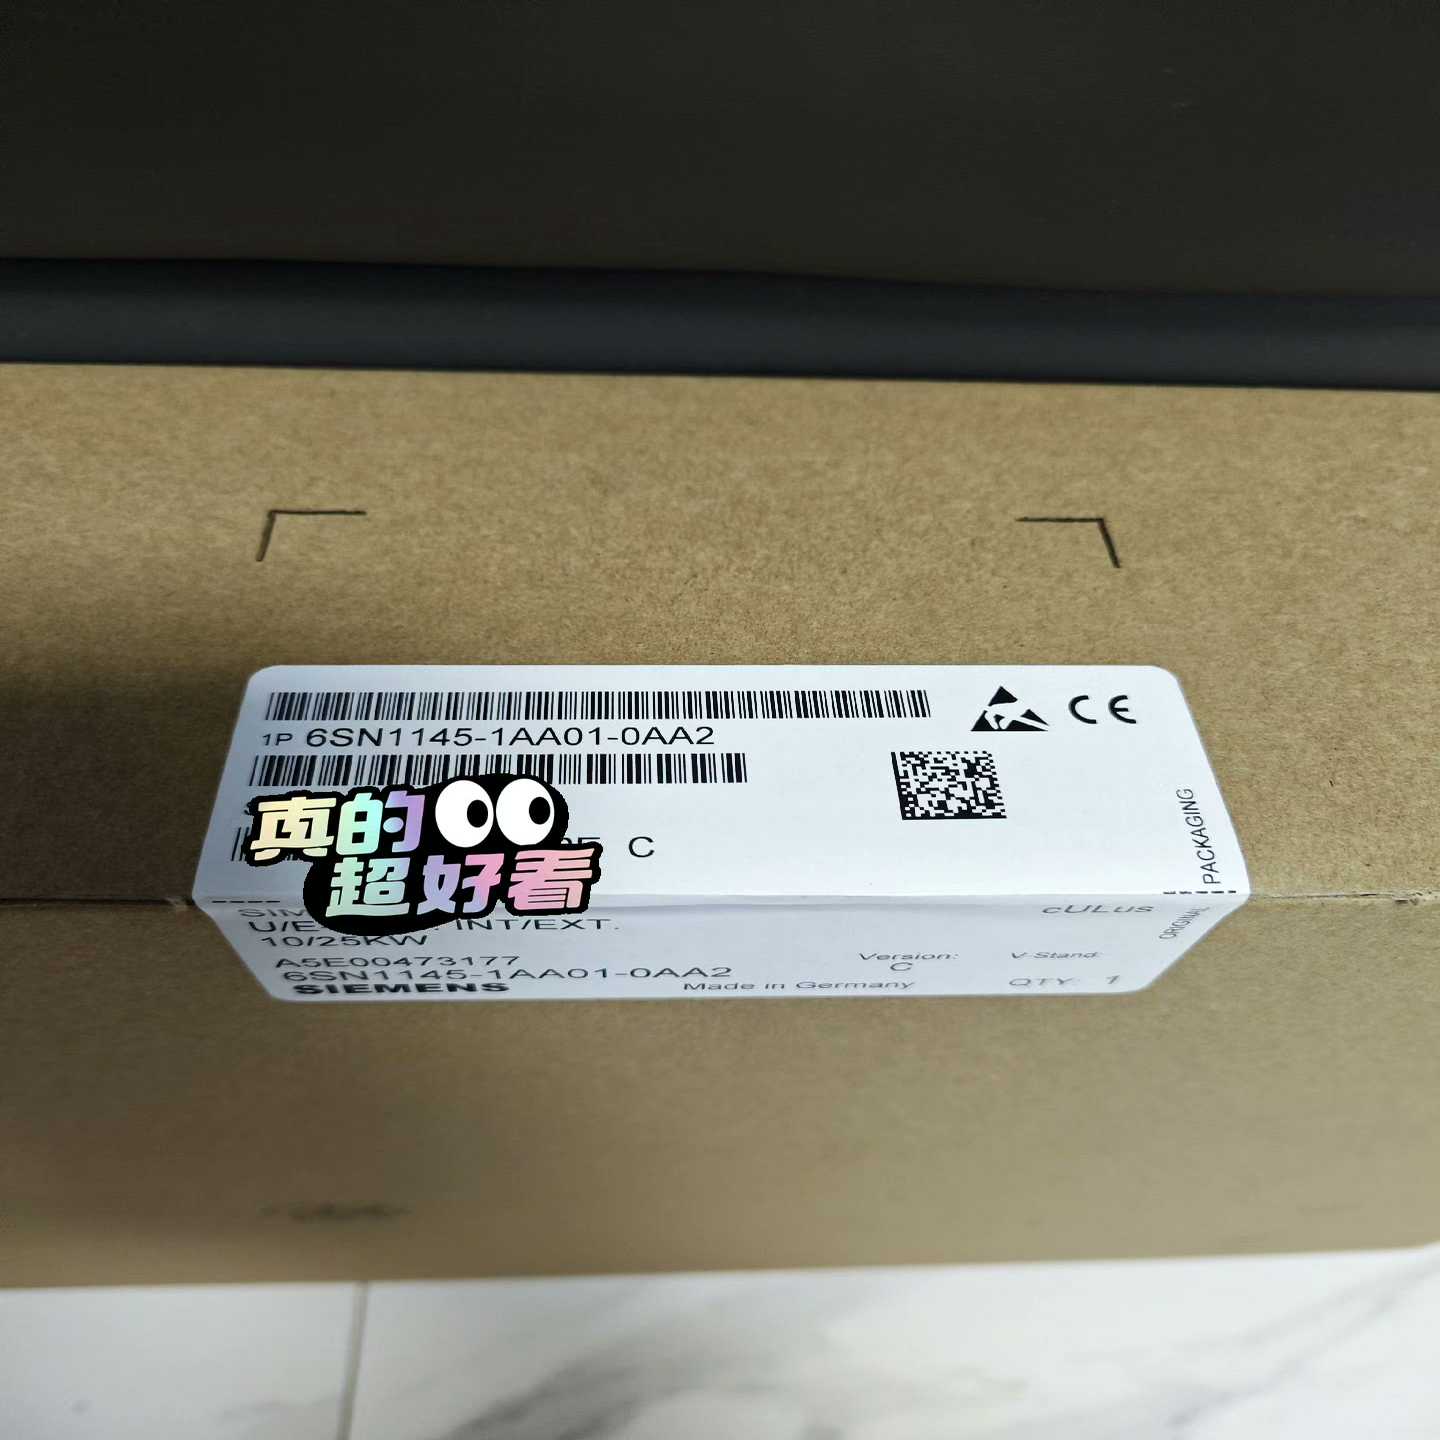 CE
1P 6SN1145-1AA01-0AA2
真的
超好看
C
PACKAGING
ORIGINAL
cULus
INT/EXT.
10/25KW
A5E00473177
Version:
C
V-Stand:
6SN1145-1AA01-0AA2
SIEMENS
Made in Germany
QTY: 1